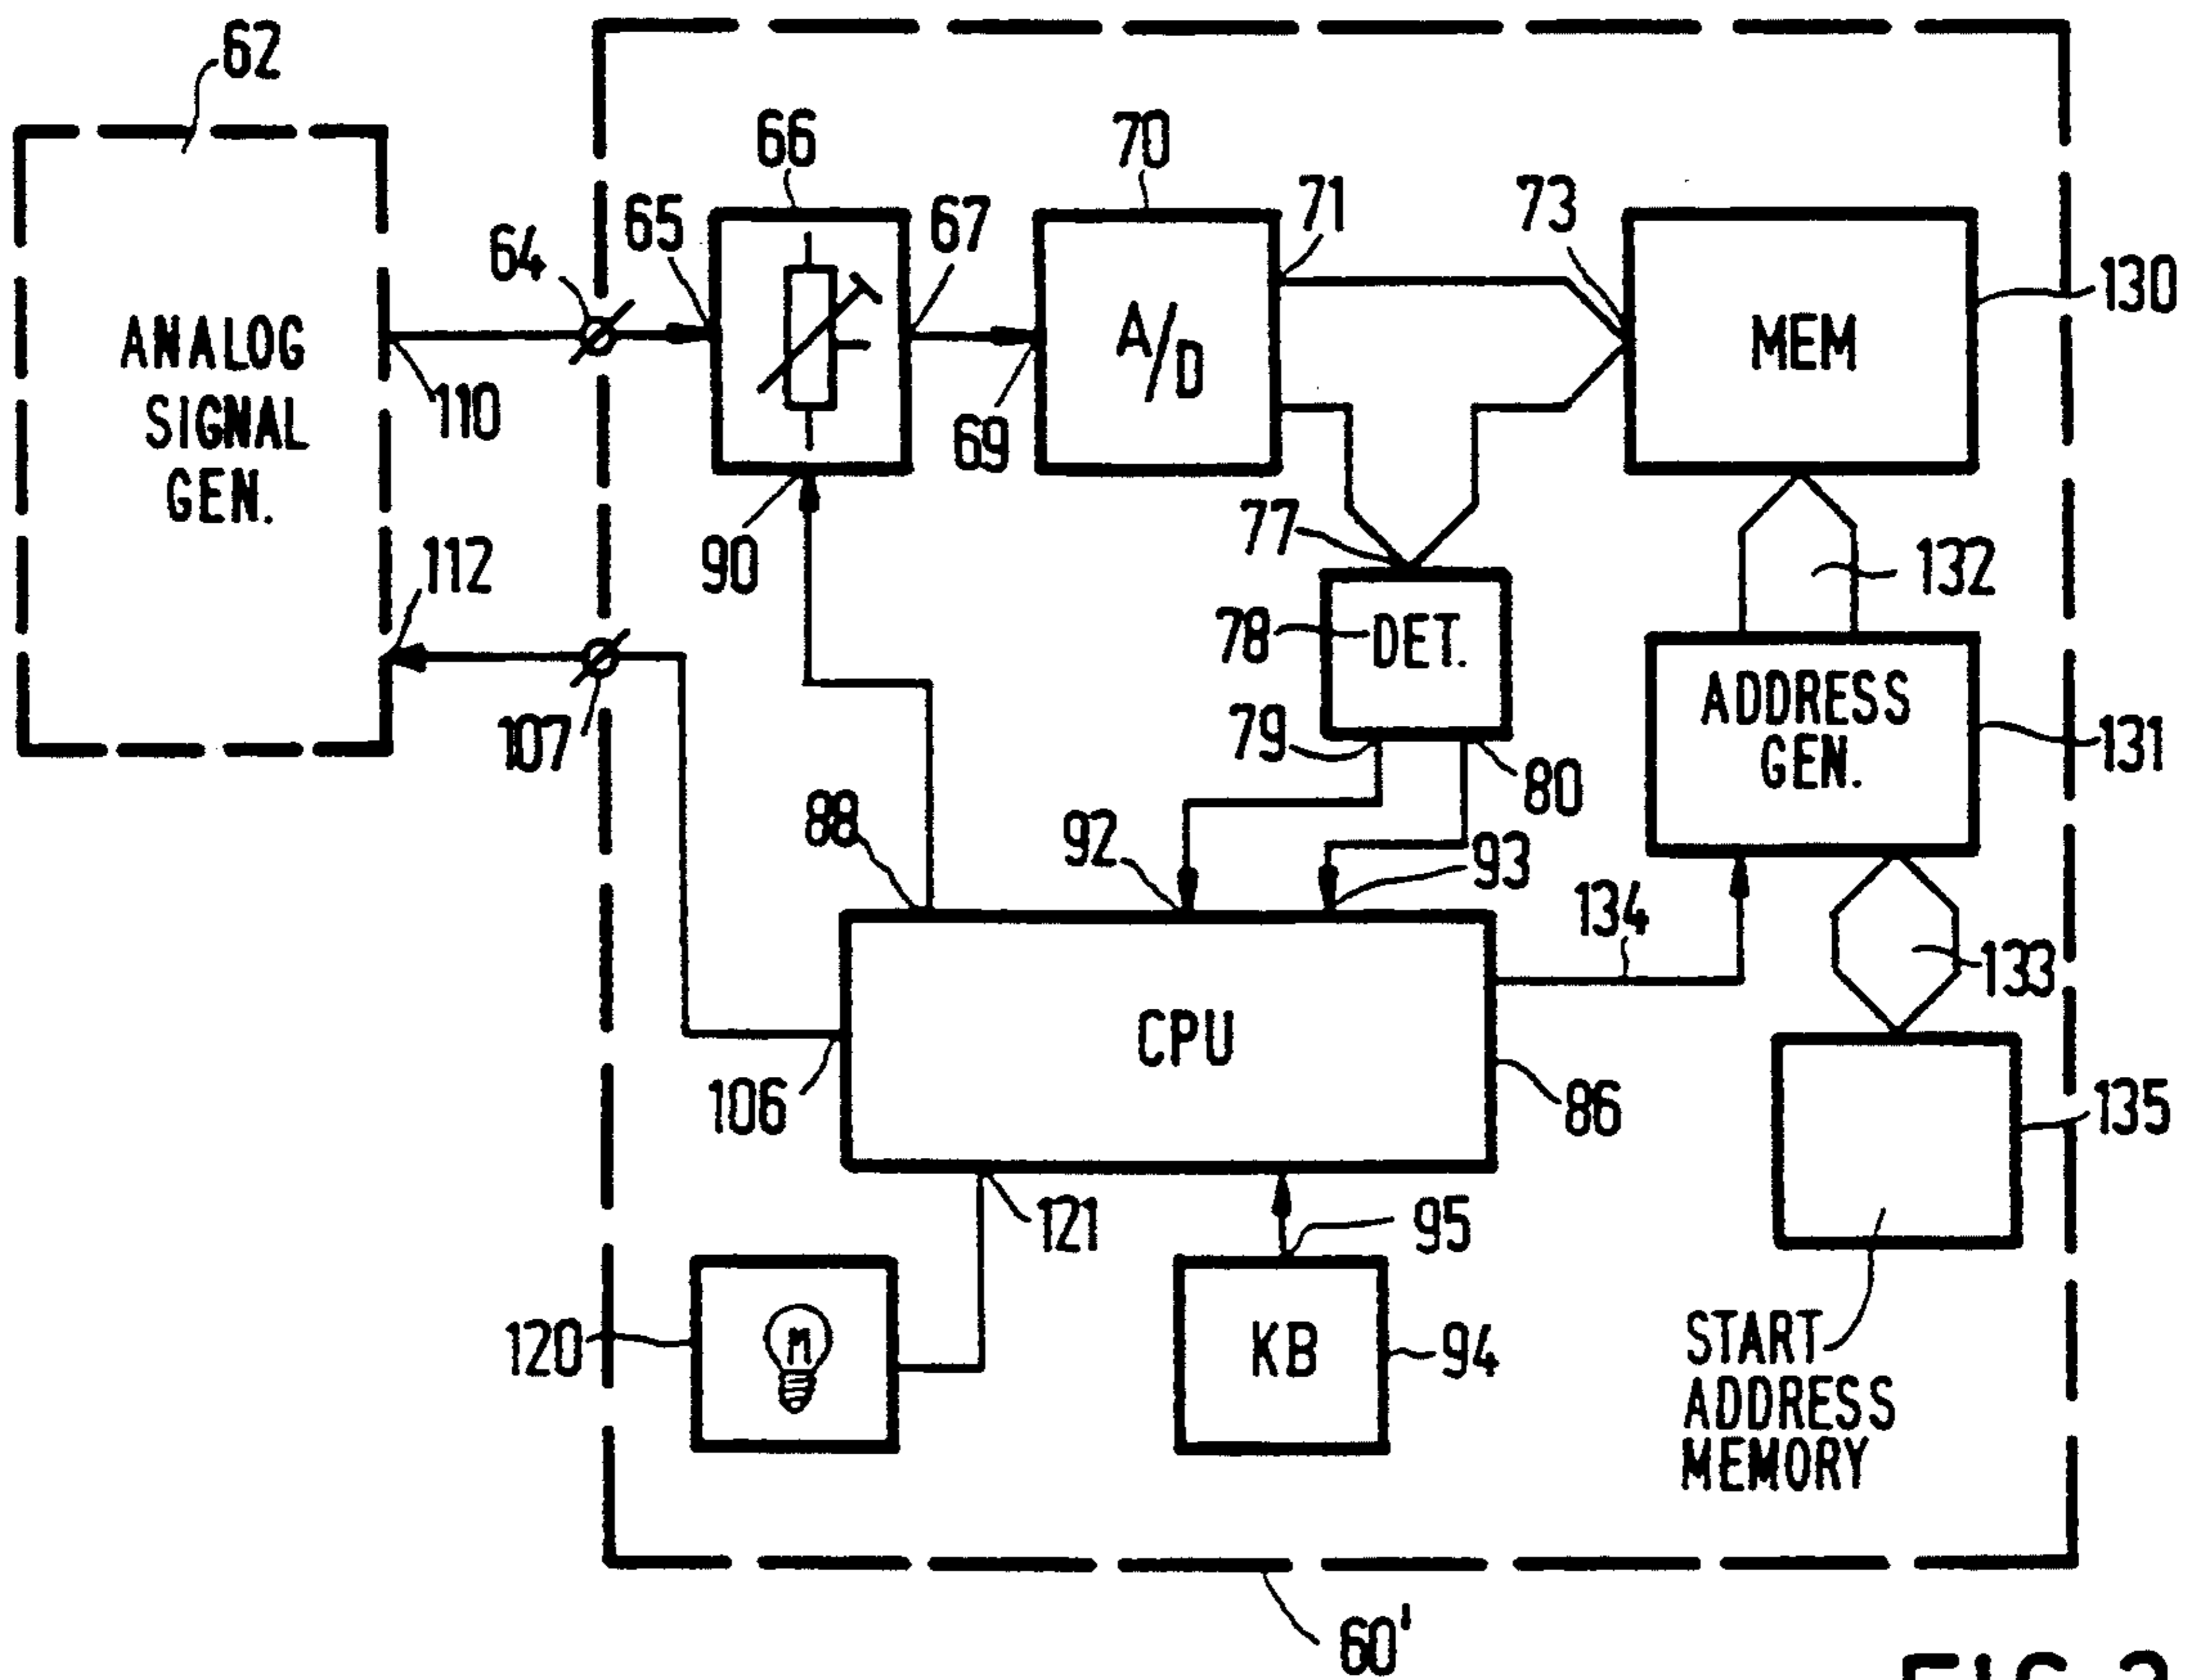 62
66
70
71
73
65
67
64
130
ANALOG
SIGNAL
GEN.
A/D
MEM
110
69
77
90
112
132
78
DET.
ADDRESS
GEN.
79
131
107
80
88
92
93
134
133
CPU
106
86
135
121
95
120
M
KB
94
START
ADDRESS
MEMORY
60'